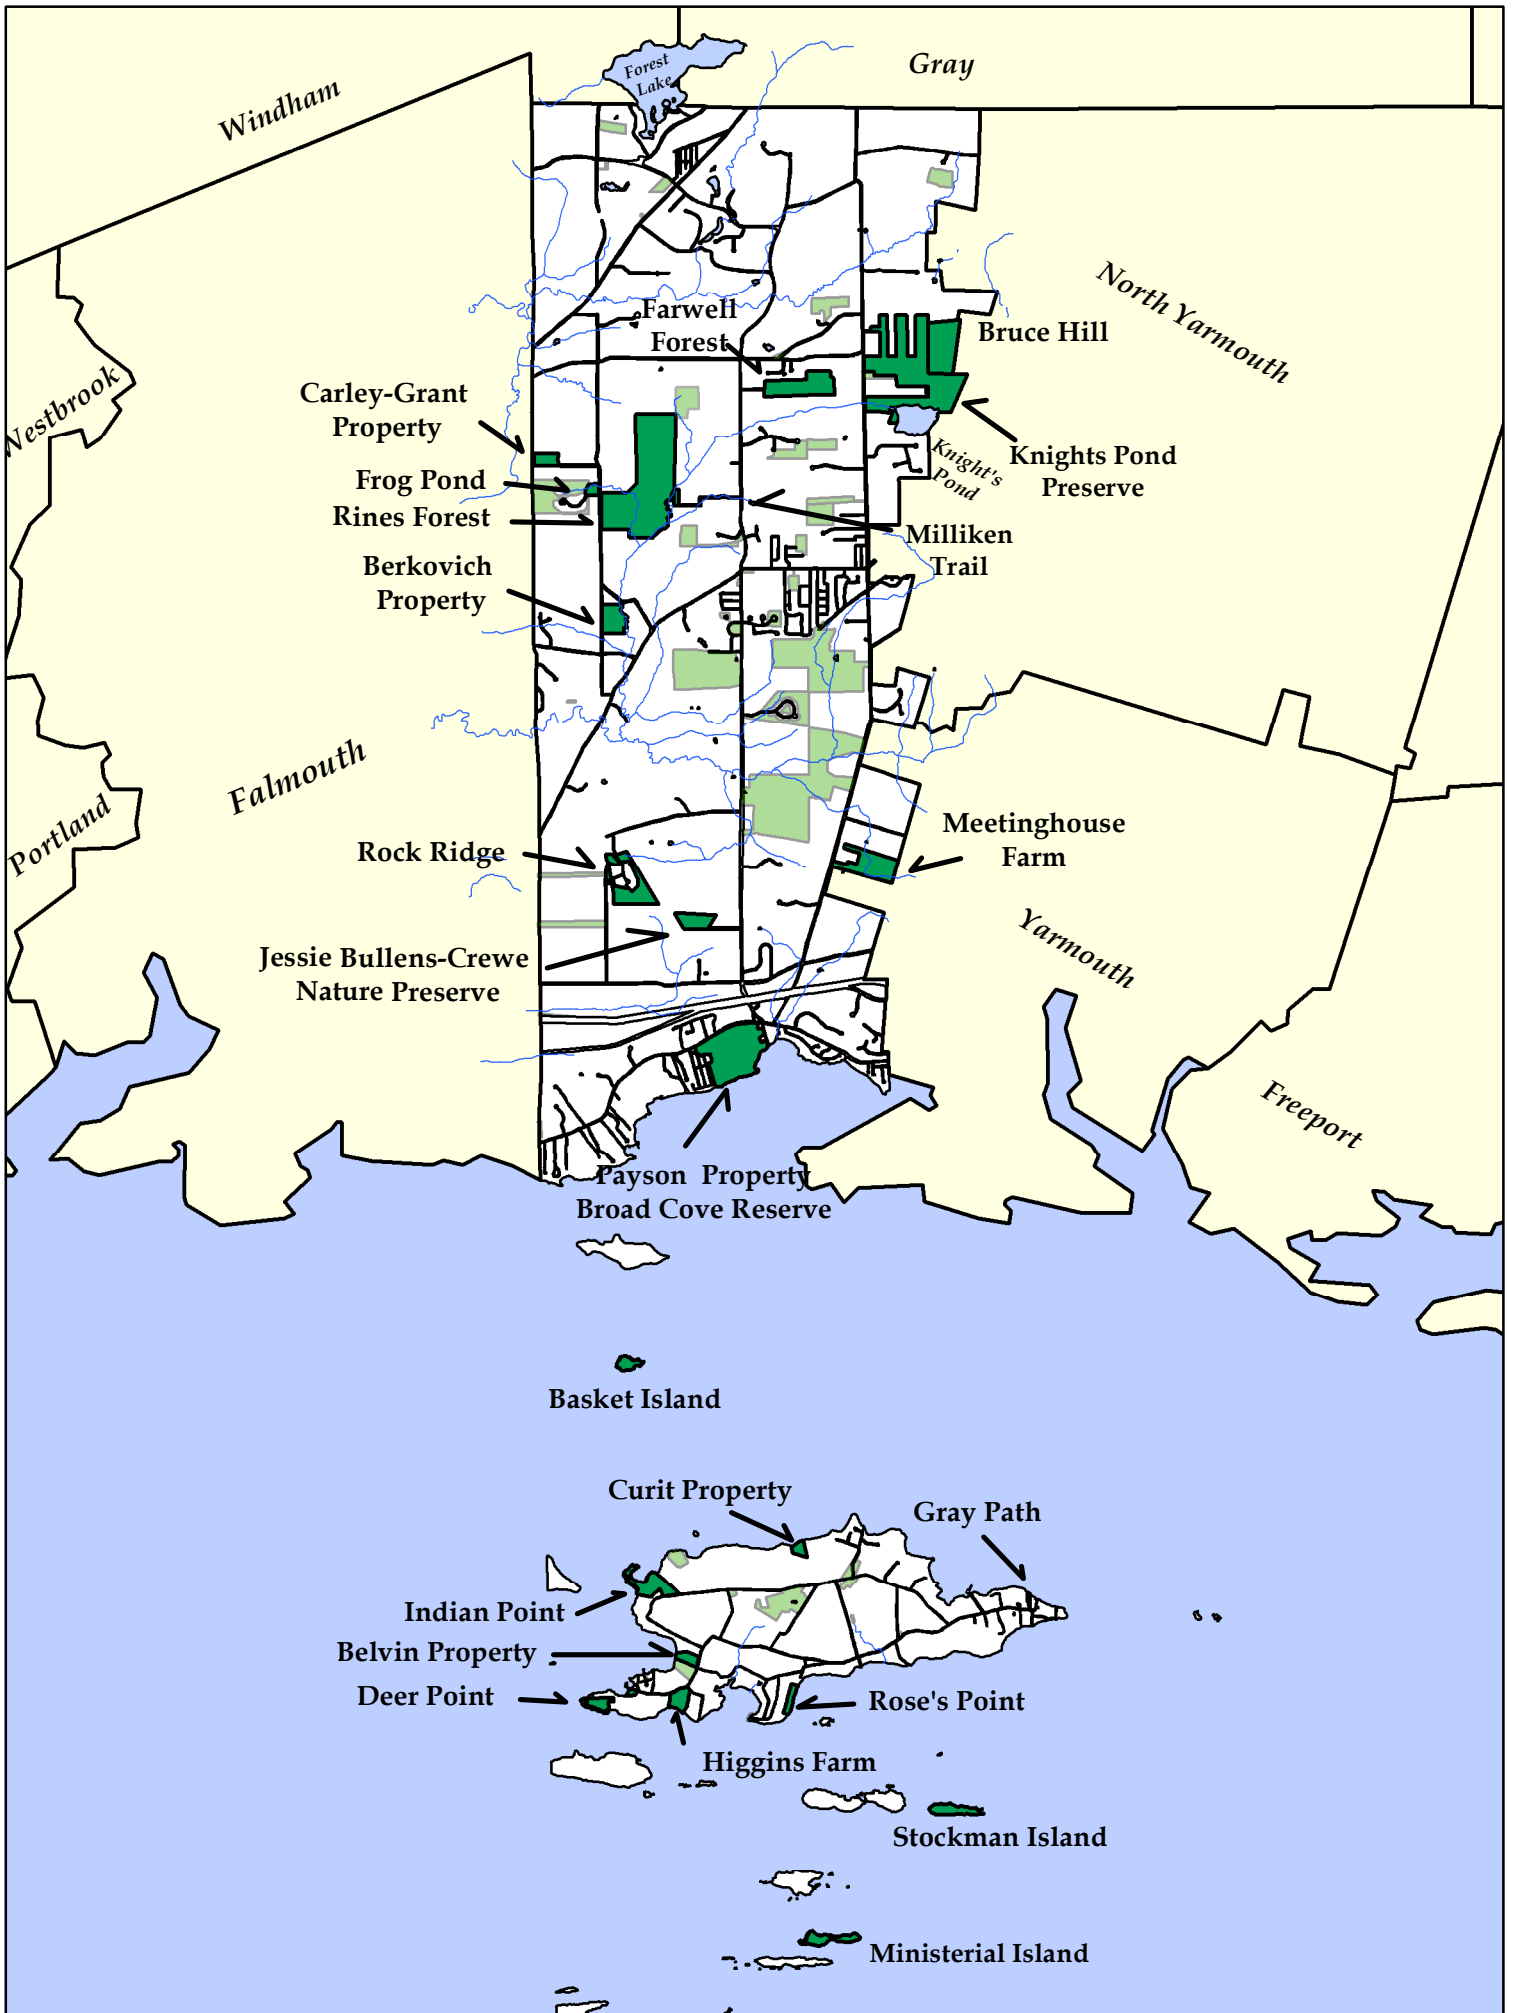 Forest
Lake
Gray
Windham
North Yarmouth
Farwell
Forest
Bruce Hill
Carley-Grant
Property
Westbrook
Knight's
Pond
Knights Pond
Preserve
Frog Pond
Rines Forest
Milliken
Trail
Berkovich
Property
Falmouth
Portland
Meetinghouse
Farm
Rock Ridge
Yarmouth
Jessie Bullens-Crewe
Nature Preserve
Freeport
Payson Property
Broad Cove Reserve
Basket Island
Curit Property
Gray Path
Indian Point
Belvin Property
Deer Point
Rose's Point
Higgins Farm
Stockman Island
Ministerial Island